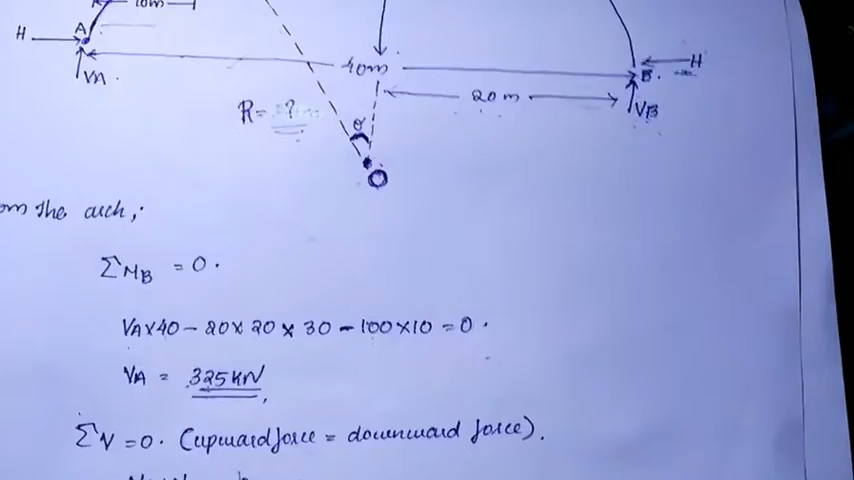 10m
A
H
H
40m
B.
VA.
20m
R= ?
VB
θ
O
om the arch,
ΣMB = 0.
VA×40 - 20× 20 × 30 - 100×10 = 0.
VA = 325KN,
ΣV = 0. (upward force = downward force).